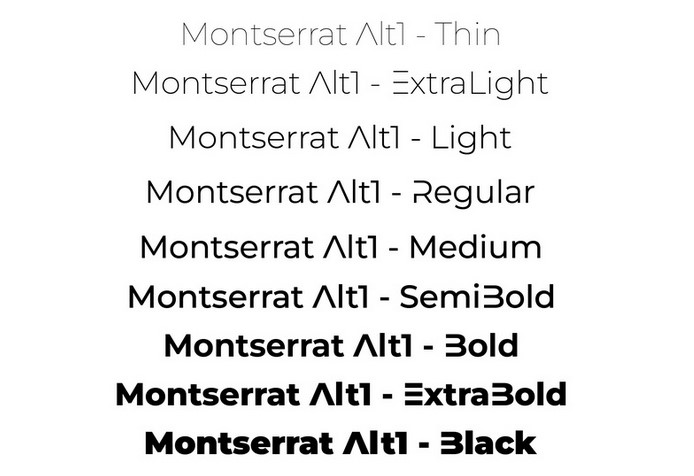 Montserrat Alt1 - Thin
Montserrat Alt1 - ExtraLight
Montserrat Alt1 - Light
Montserrat Alt1 - Regular
Montserrat Alt1 - Medium
Montserrat Alt1 - SemiBold
Montserrat Alt1 - Bold
Montserrat Alt1 - ExtraBold
Montserrat Alt1 - Black